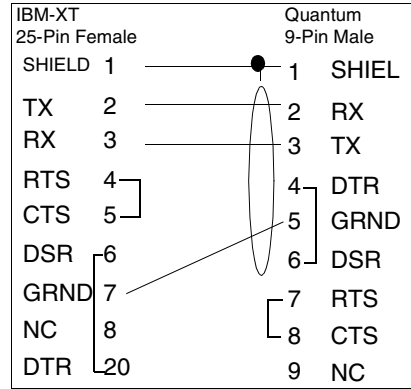 IBM-XT Quantum
25-Pin Female 9-Pin Male
SHIELD 1 1 SHIEL
TX 2 2 RX
RX 3 3 TX
RTS 4 4 DTR
CTS 5 5 GRND
DSR 6 6 DSR
GRND 7 7 RTS
NC 8 8 CTS
DTR 20 9 NC